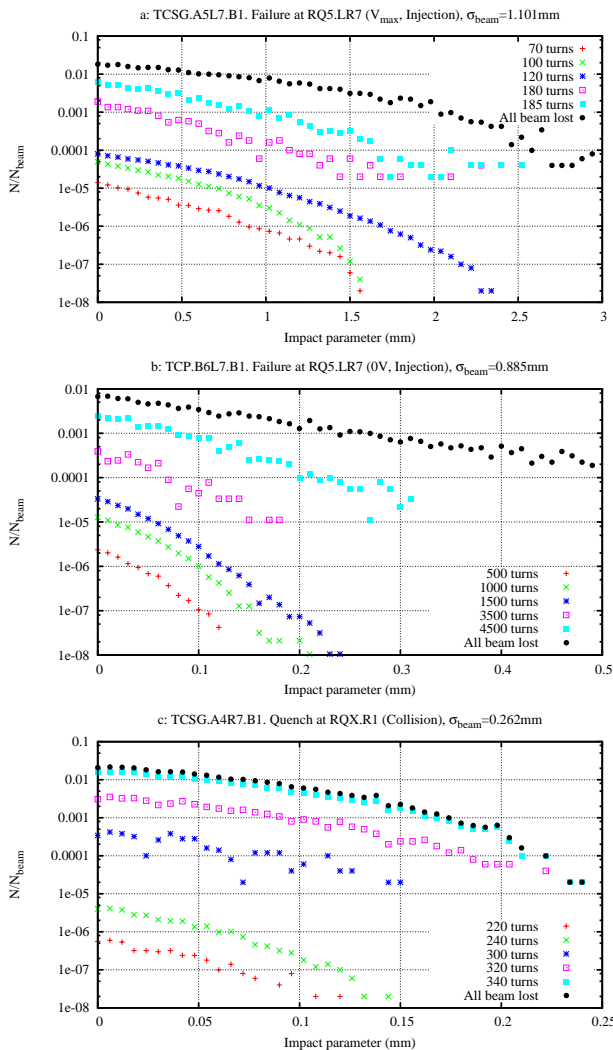 a: TCSG.A5L7.B1. Failure at RQ5.LR7 (Vmax, Injection), σbeam=1.101mm
0.1
0.01
0.001
0.0001
1e-05
1e-06
1e-07
1e-08
N/Nbeam
70 turns
100 turns
120 turns
180 turns
185 turns
All beam lost
0 0.5 1 1.5 2 2.5 3
Impact parameter (mm)
b: TCP.B6L7.B1. Failure at RQ5.LR7 (0V, Injection), σbeam=0.885mm
0.01
0.001
0.0001
1e-05
1e-06
1e-07
1e-08
N/Nbeam
500 turns
1000 turns
1500 turns
3500 turns
4500 turns
All beam lost
0 0.1 0.2 0.3 0.4 0.5
Impact parameter (mm)
c: TCSG.A4R7.B1. Quench at RQX.R1 (Collision), σbeam=0.262mm
0.1
0.01
0.001
0.0001
1e-05
1e-06
1e-07
1e-08
N/Nbeam
220 turns
240 turns
300 turns
320 turns
340 turns
All beam lost
0 0.05 0.1 0.15 0.2 0.25
Impact parameter (mm)